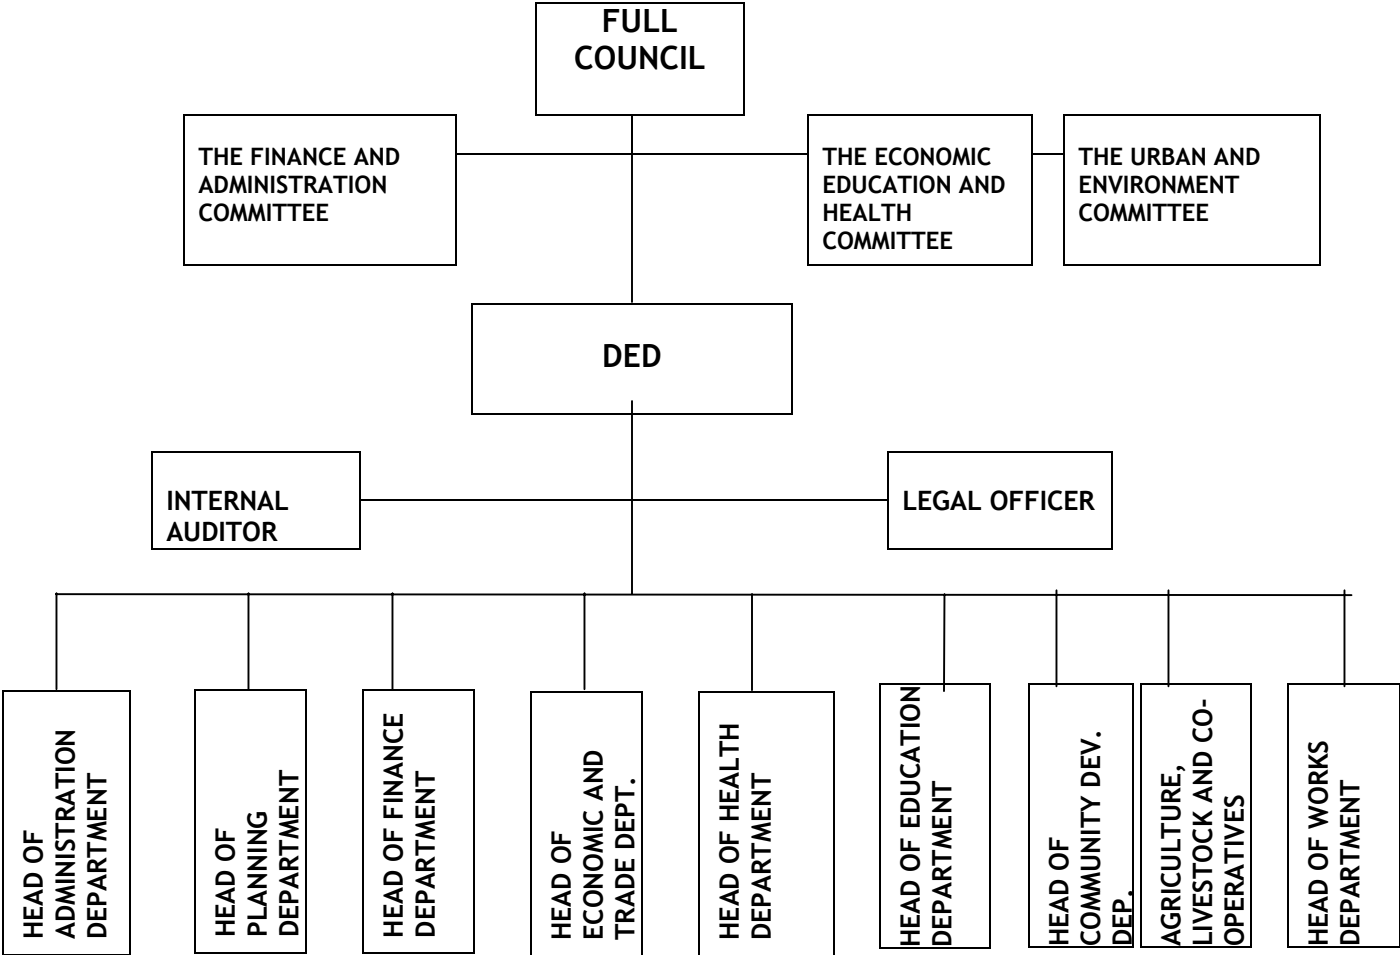 FULL
COUNCIL
THE FINANCE AND
ADMINISTRATION
COMMITTEE
THE ECONOMIC
EDUCATION AND
HEALTH
COMMITTEE
THE URBAN AND
ENVIRONMENT
COMMITTEE
DED
INTERNAL
AUDITOR
LEGAL OFFICER
HEAD OF
ADMINISTRATION
DEPARTMENT
HEAD OF
PLANNING
DEPARTMENT
HEAD OF FINANCE
DEPARTMENT
HEAD OF
ECONOMIC AND
TRADE DEPT.
HEAD OF HEALTH
DEPARTMENT
HEAD OF EDUCATION
DEPARTMENT
HEAD OF
COMMUNITY DEV.
DEP.
AGRICULTURE,
LIVESTOCK AND CO-
OPERATIVES
HEAD OF WORKS
DEPARTMENT